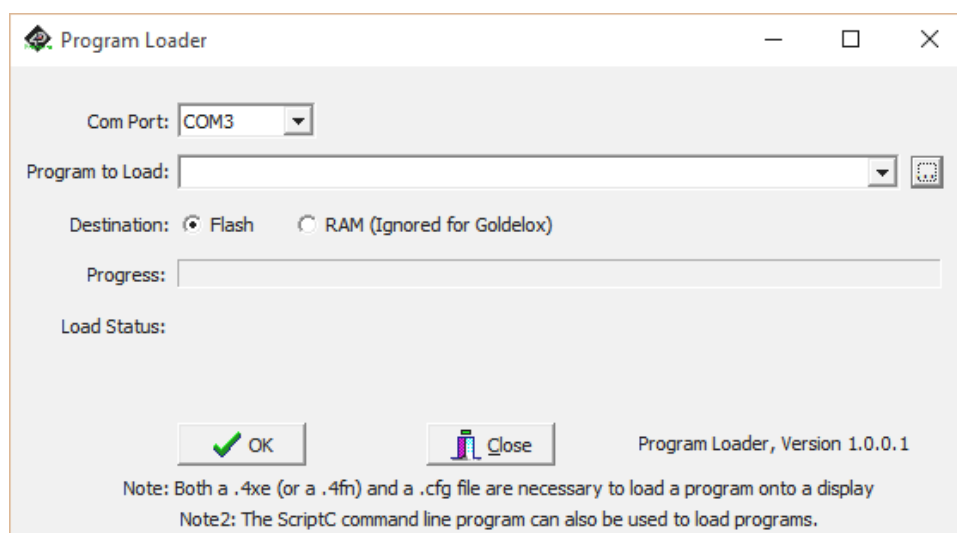 Program Loader
Com Port: COM3
Program to Load:
Destination: Flash RAM (Ignored for Goldelox)
Progress:
Load Status:
OK Close Program Loader, Version 1.0.0.1
Note: Both a .4xe (or a .4fn) and a .cfg file are necessary to load a program onto a display
Note2: The ScriptC command line program can also be used to load programs.